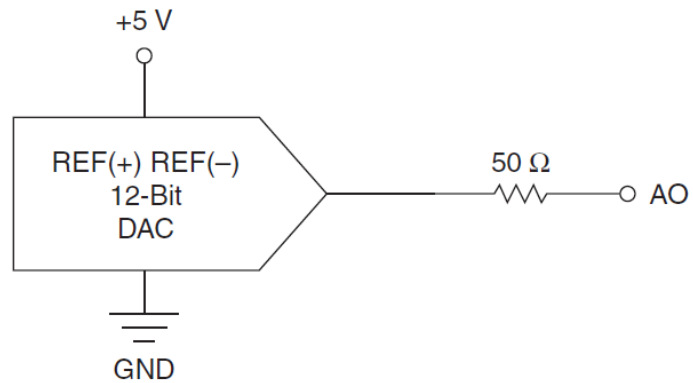 +5 V
REF(+) REF(–)
12-Bit
DAC
50 Ω
AO
GND